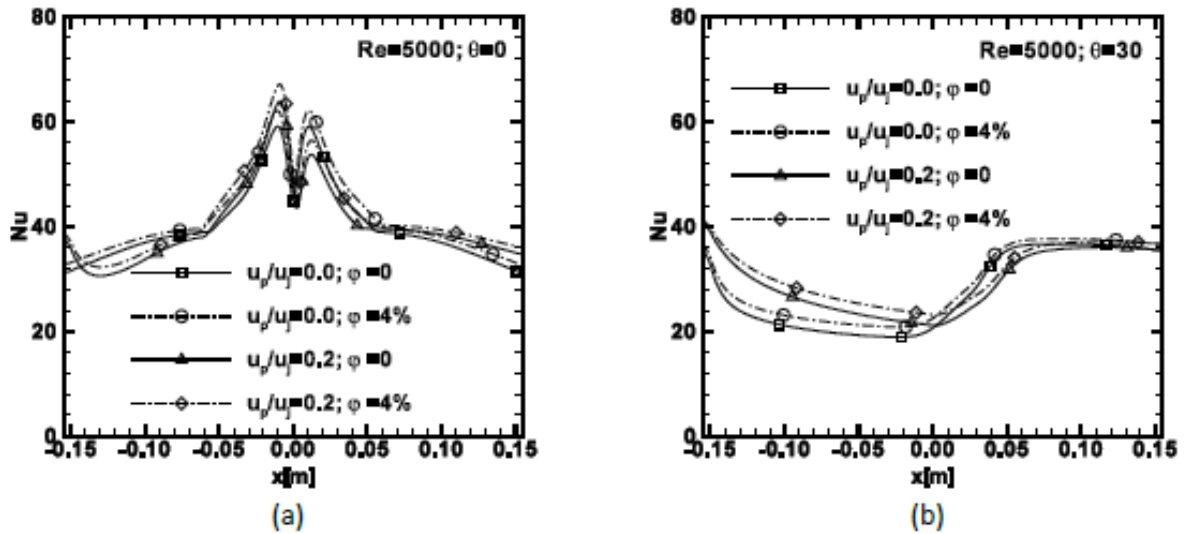 80
60
40
20
0
Nu
Re=5000; θ=0
u_p/u_j=0.0; φ=0
u_p/u_j=0.0; φ=4%
u_p/u_j=0.2; φ=0
u_p/u_j=0.2; φ=4%
-0.15 -0.10 -0.05 0.00 0.05 0.10 0.15
x[m]
(a)
80
60
40
20
0
Nu
Re=5000; θ=30
u_p/u_j=0.0; φ=0
u_p/u_j=0.0; φ=4%
u_p/u_j=0.2; φ=0
u_p/u_j=0.2; φ=4%
-0.15 -0.10 -0.05 0.00 0.05 0.10 0.15
x[m]
(b)